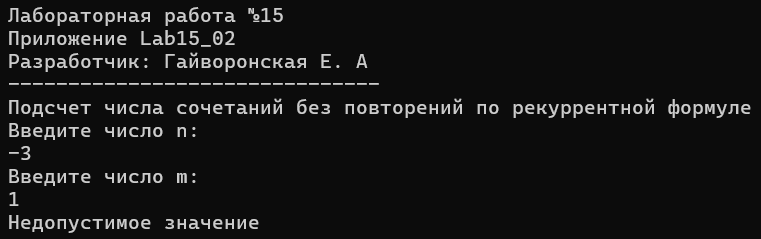 Лабораторная работа №15
Приложение Lab15_02
Разработчик: Гайворонская Е. А
-------------------------------
Подсчет числа сочетаний без повторений по рекуррентной формуле
Введите число n:
-3
Введите число m:
1
Недопустимое значение